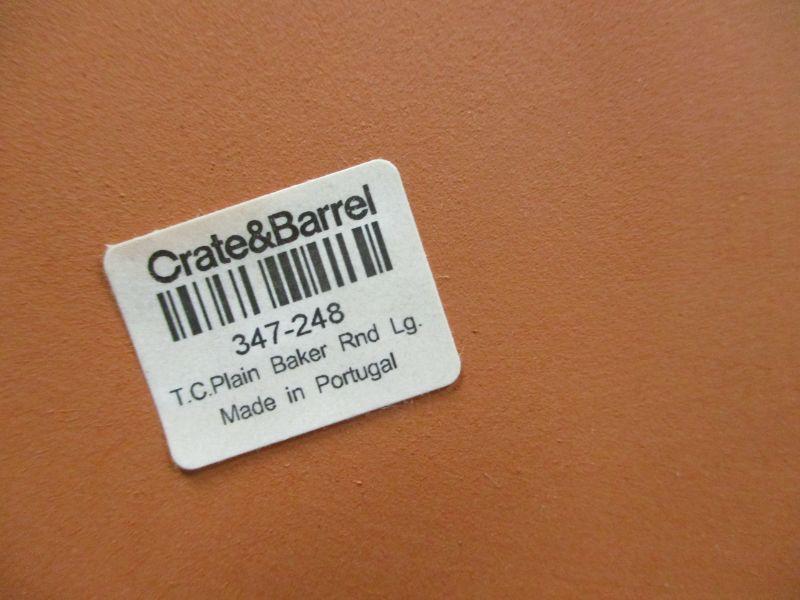 Crate&Barrel
347-248
T.C.Plain Baker Rnd Lg.
Made in Portugal